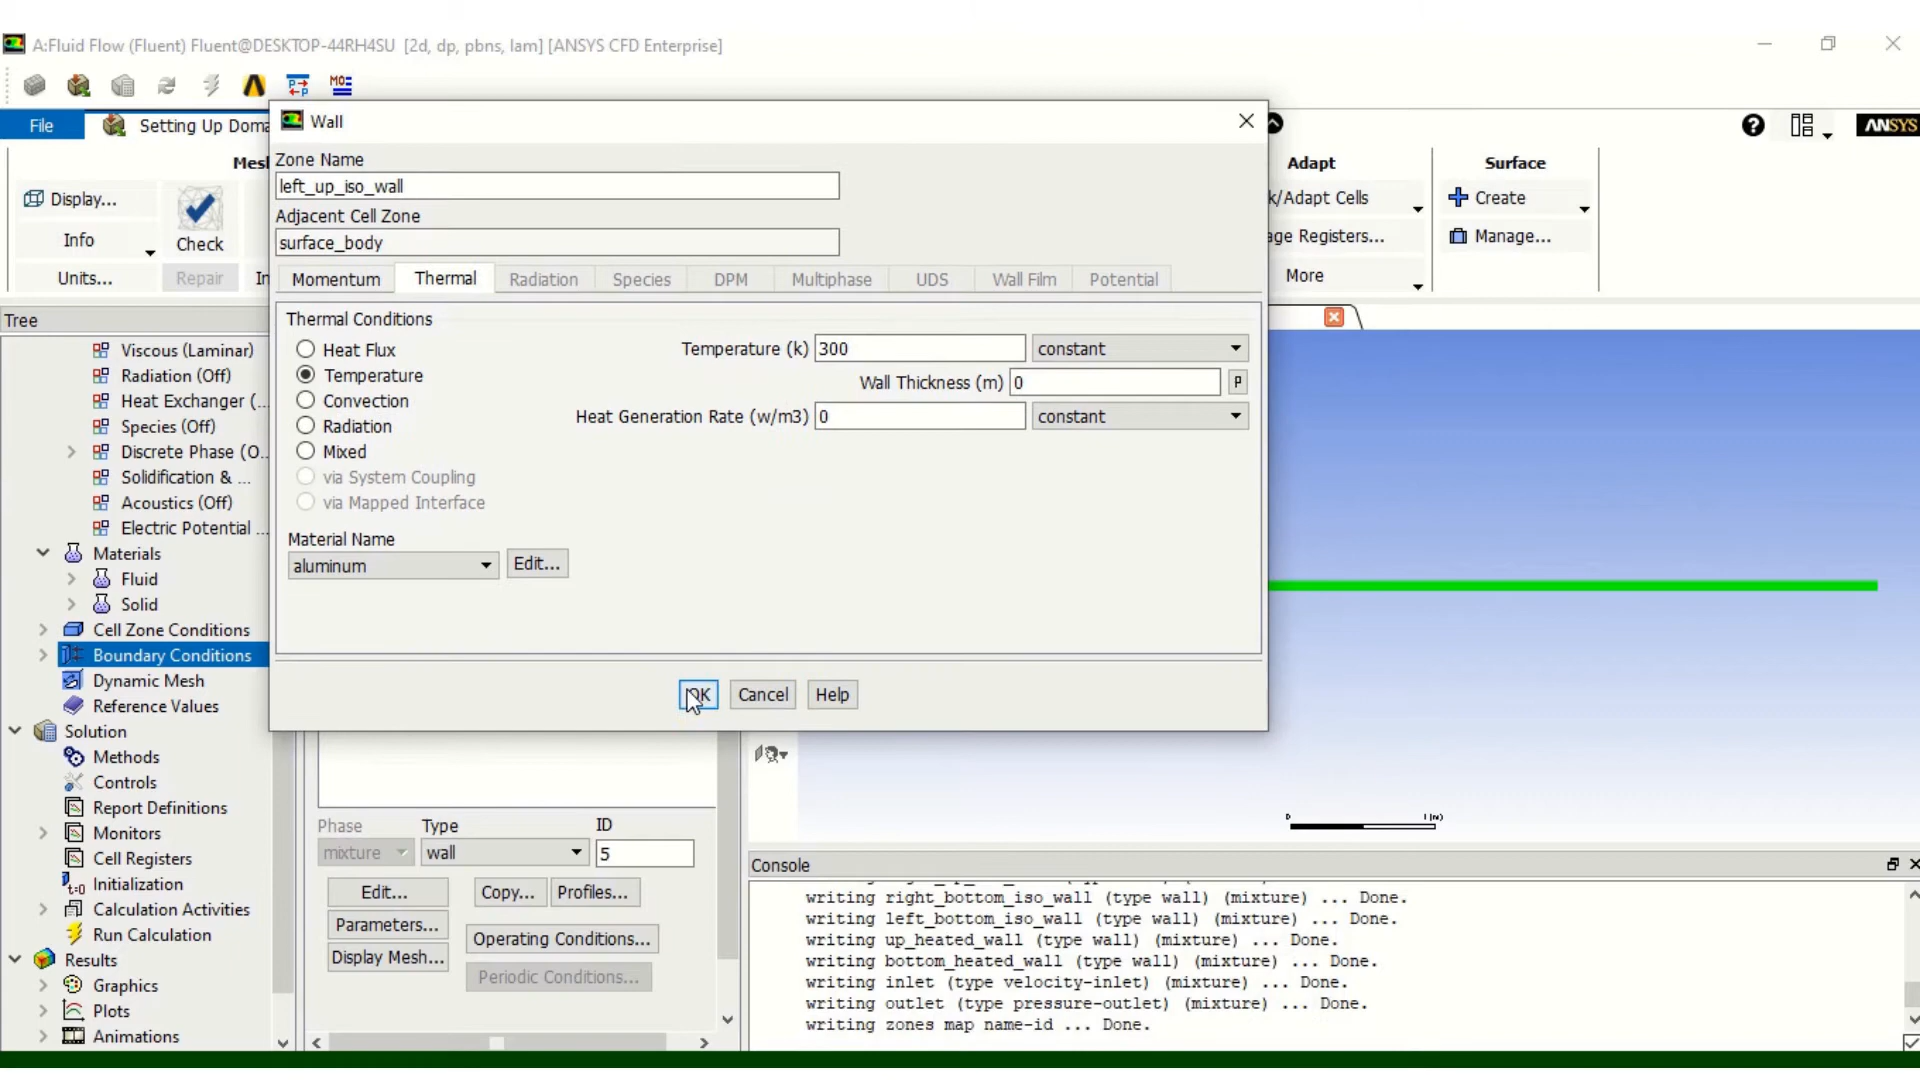 A:Fluid Flow (Fluent) Fluent@DESKTOP-44RH4SU [2d, dp, pbns, lam] [ANSYS CFD Enterprise]
File
Setting Up Doma
ANSYS
Mesh
Display...
Info
Units...
Check
Repair
In
Adapt
k/Adapt Cells
age Registers...
More
Surface
Create
Manage...
Wall
Zone Name
left_up_iso_wall
Adjacent Cell Zone
surface_body
Momentum Thermal Radiation Species DPM Multiphase UDS Wall Film Potential
Thermal Conditions
Heat Flux
Temperature
Convection
Radiation
Mixed
via System Coupling
via Mapped Interface
Temperature (k) 300 constant
Wall Thickness (m) 0 P
Heat Generation Rate (w/m3) 0 constant
Material Name
aluminum Edit...
OK Cancel Help
Tree
Viscous (Laminar)
Radiation (Off)
Heat Exchanger (...
Species (Off)
Discrete Phase (O...
Solidification & ...
Acoustics (Off)
Electric Potential ...
Materials
Fluid
Solid
Cell Zone Conditions
Boundary Conditions
Dynamic Mesh
Reference Values
Solution
Methods
Controls
Report Definitions
Monitors
Cell Registers
Initialization
Calculation Activities
Run Calculation
Results
Graphics
Plots
Animations
Phase Type ID
mixture wall 5
Edit... Copy... Profiles...
Parameters... Operating Conditions...
Display Mesh... Periodic Conditions...
0 1 (m)
Console
writing right_bottom_iso_wall (type wall) (mixture) ... Done.
writing left_bottom_iso_wall (type wall) (mixture) ... Done.
writing up_heated_wall (type wall) (mixture) ... Done.
writing bottom_heated_wall (type wall) (mixture) ... Done.
writing inlet (type velocity-inlet) (mixture) ... Done.
writing outlet (type pressure-outlet) (mixture) ... Done.
writing zones map name-id ... Done.